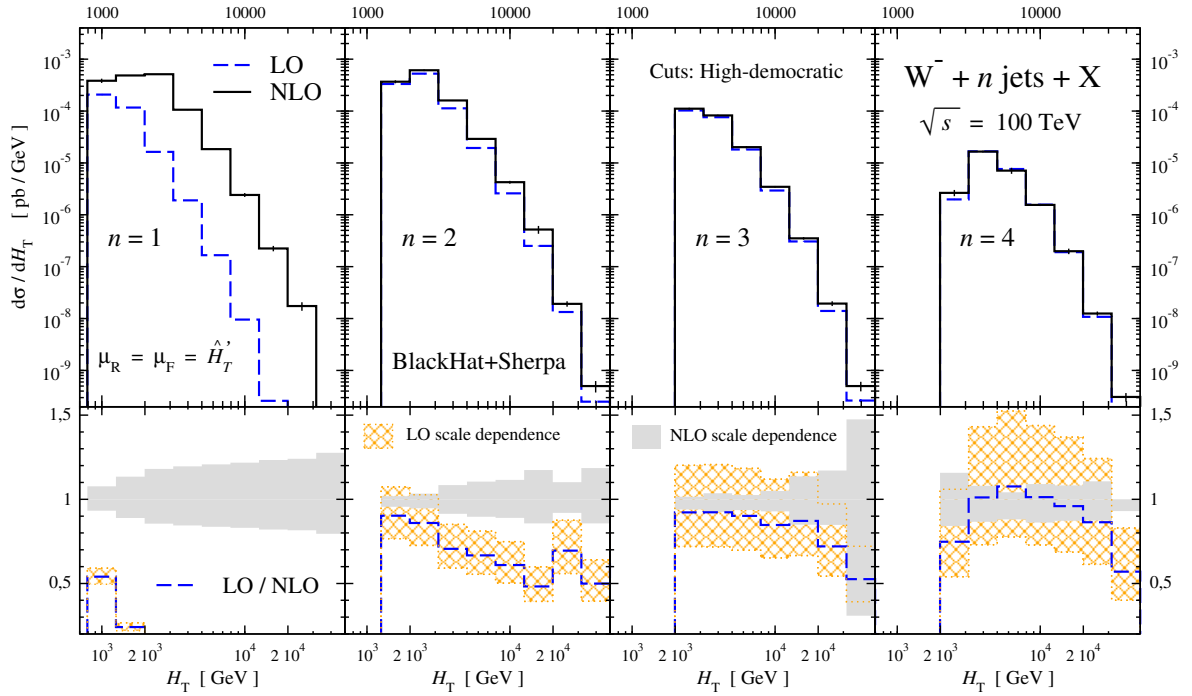 1000 10000 1000 10000 1000 10000 1000 10000
10⁻³ 10⁻³
10⁻⁴ 10⁻⁴
10⁻⁵ 10⁻⁵
10⁻⁶ 10⁻⁶
10⁻⁷ 10⁻⁷
10⁻⁸ 10⁻⁸
10⁻⁹ 10⁻⁹
dσ / dH_T [ pb / GeV ]
LO
NLO
n = 1
μ_R = μ_F = Ĥ_T'
n = 2
BlackHat+Sherpa
Cuts: High-democratic
n = 3
W⁻ + n jets + X
√s = 100 TeV
n = 4
1,5 1,5
1 1
0,5 0,5
LO / NLO
LO scale dependence
NLO scale dependence
10³ 2 10³ 10⁴ 2 10⁴ 2 10³ 10⁴ 2 10⁴ 10³ 2 10³ 10⁴ 2 10⁴ 10³ 2 10³ 10⁴ 2 10⁴
H_T [ GeV ] H_T [ GeV ] H_T [ GeV ] H_T [ GeV ]